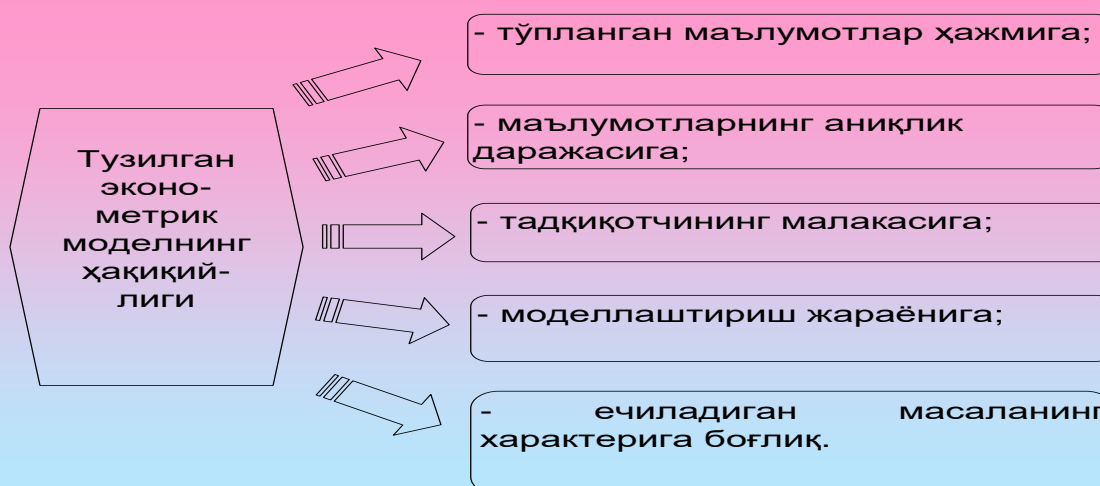 Тузилган
эконо-
метрик
моделнинг
ҳақиқий-
лиги
- тўпланган маълумотлар ҳажмига;
- маълумотларнинг аниқлик
даражасига;
- тадқиқотчининг малакасига;
- моделлаштириш жараёнига;
- ечиладиган масаланинг
характерига боғлиқ.